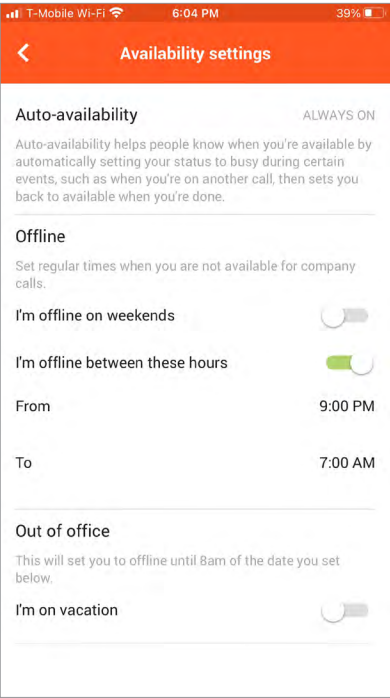 T-Mobile Wi-Fi 6:04 PM 39%
Availability settings
Auto-availability ALWAYS ON
Auto-availability helps people know when you're available by
automatically setting your status to busy during certain
events, such as when you're on another call, then sets you
back to available when you're done.
Offline
Set regular times when you are not available for company
calls.
I'm offline on weekends
I'm offline between these hours
From 9:00 PM
To 7:00 AM
Out of office
This will set you to offline until 8am of the date you set
below.
I'm on vacation